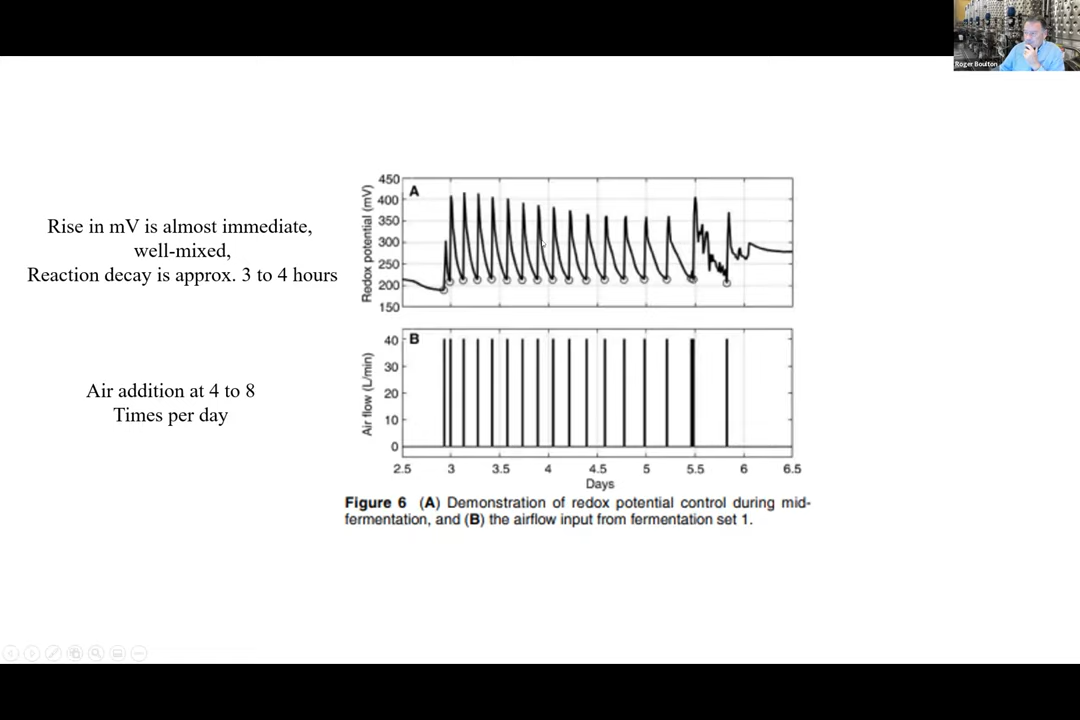 Roger Boulton
Rise in mV is almost immediate,
well-mixed,
Reaction decay is approx. 3 to 4 hours
Air addition at 4 to 8
Times per day
A
Redox potential (mV)
450
400
350
300
250
200
150
B
Air flow (L/min)
40
30
20
10
0
2.5 3 3.5 4 4.5 5 5.5 6 6.5
Days
Figure 6 (A) Demonstration of redox potential control during mid-
fermentation, and (B) the airflow input from fermentation set 1.